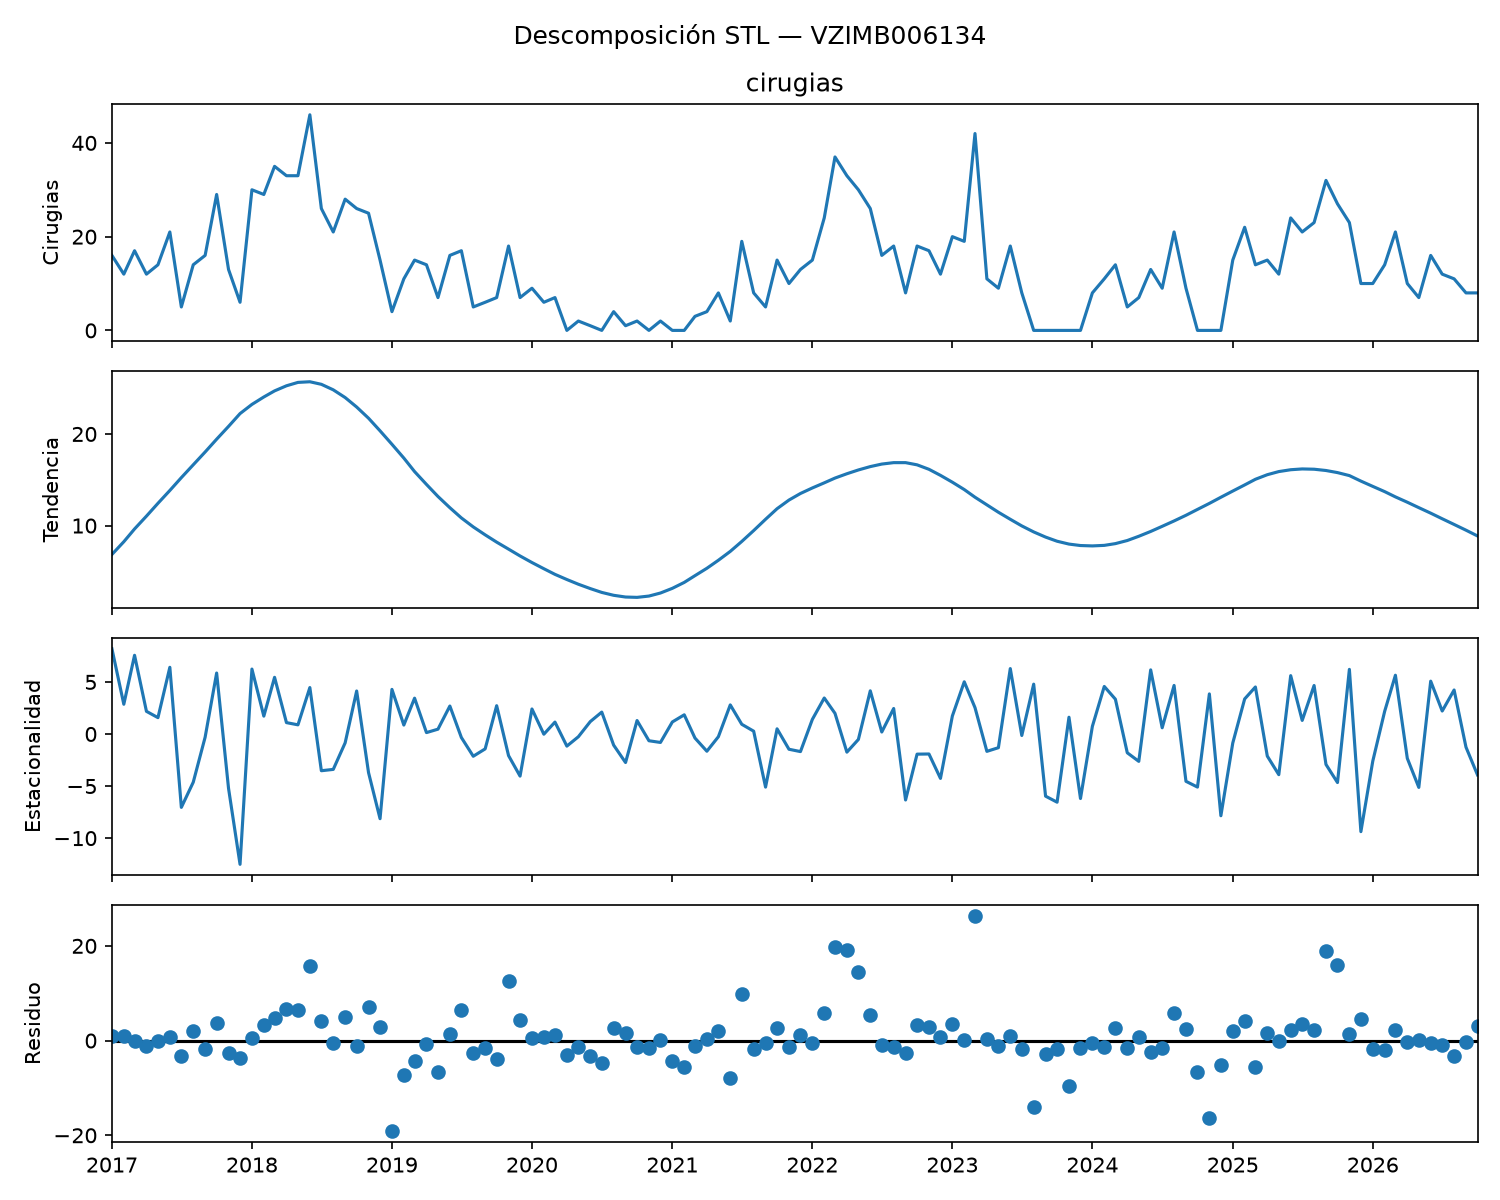 Descomposición STL — VZIMB006134
cirugias
Cirugias
40
20
0
Tendencia
20
10
Estacionalidad
5
0
−5
−10
Residuo
20
0
−20
2017 2018 2019 2020 2021 2022 2023 2024 2025 2026